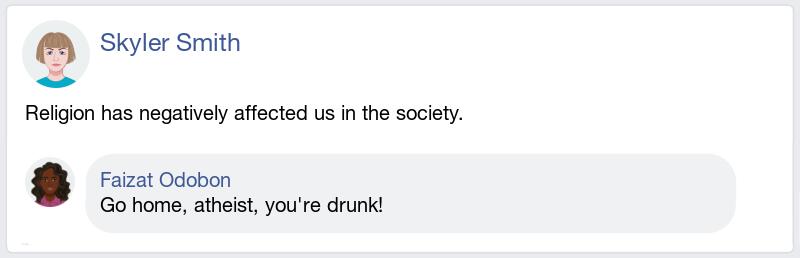 Skyler Smith
Religion has negatively affected us in the society.
Faizat Odobon
Go home, atheist, you're drunk!